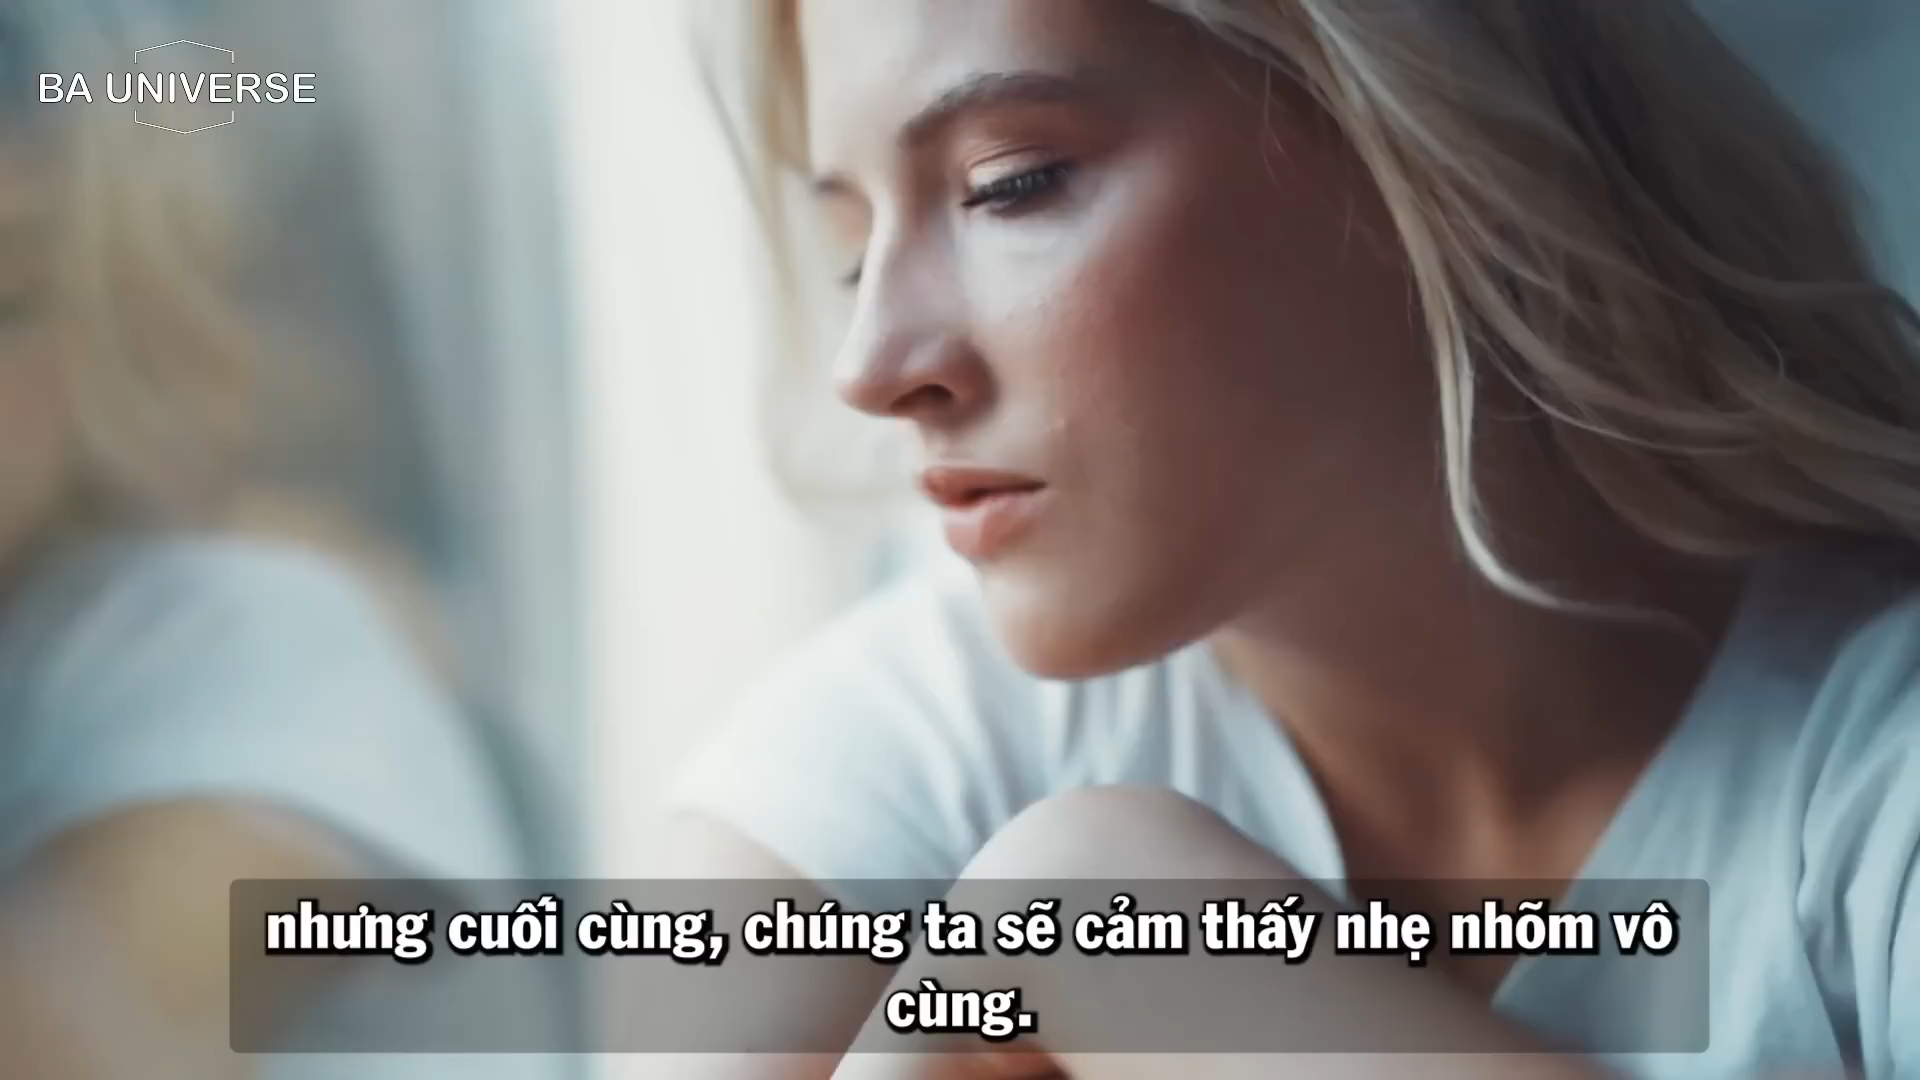 BA UNIVERSE
nhưng cuối cùng, chúng ta sẽ cảm thấy nhẹ nhõm vô
cùng.